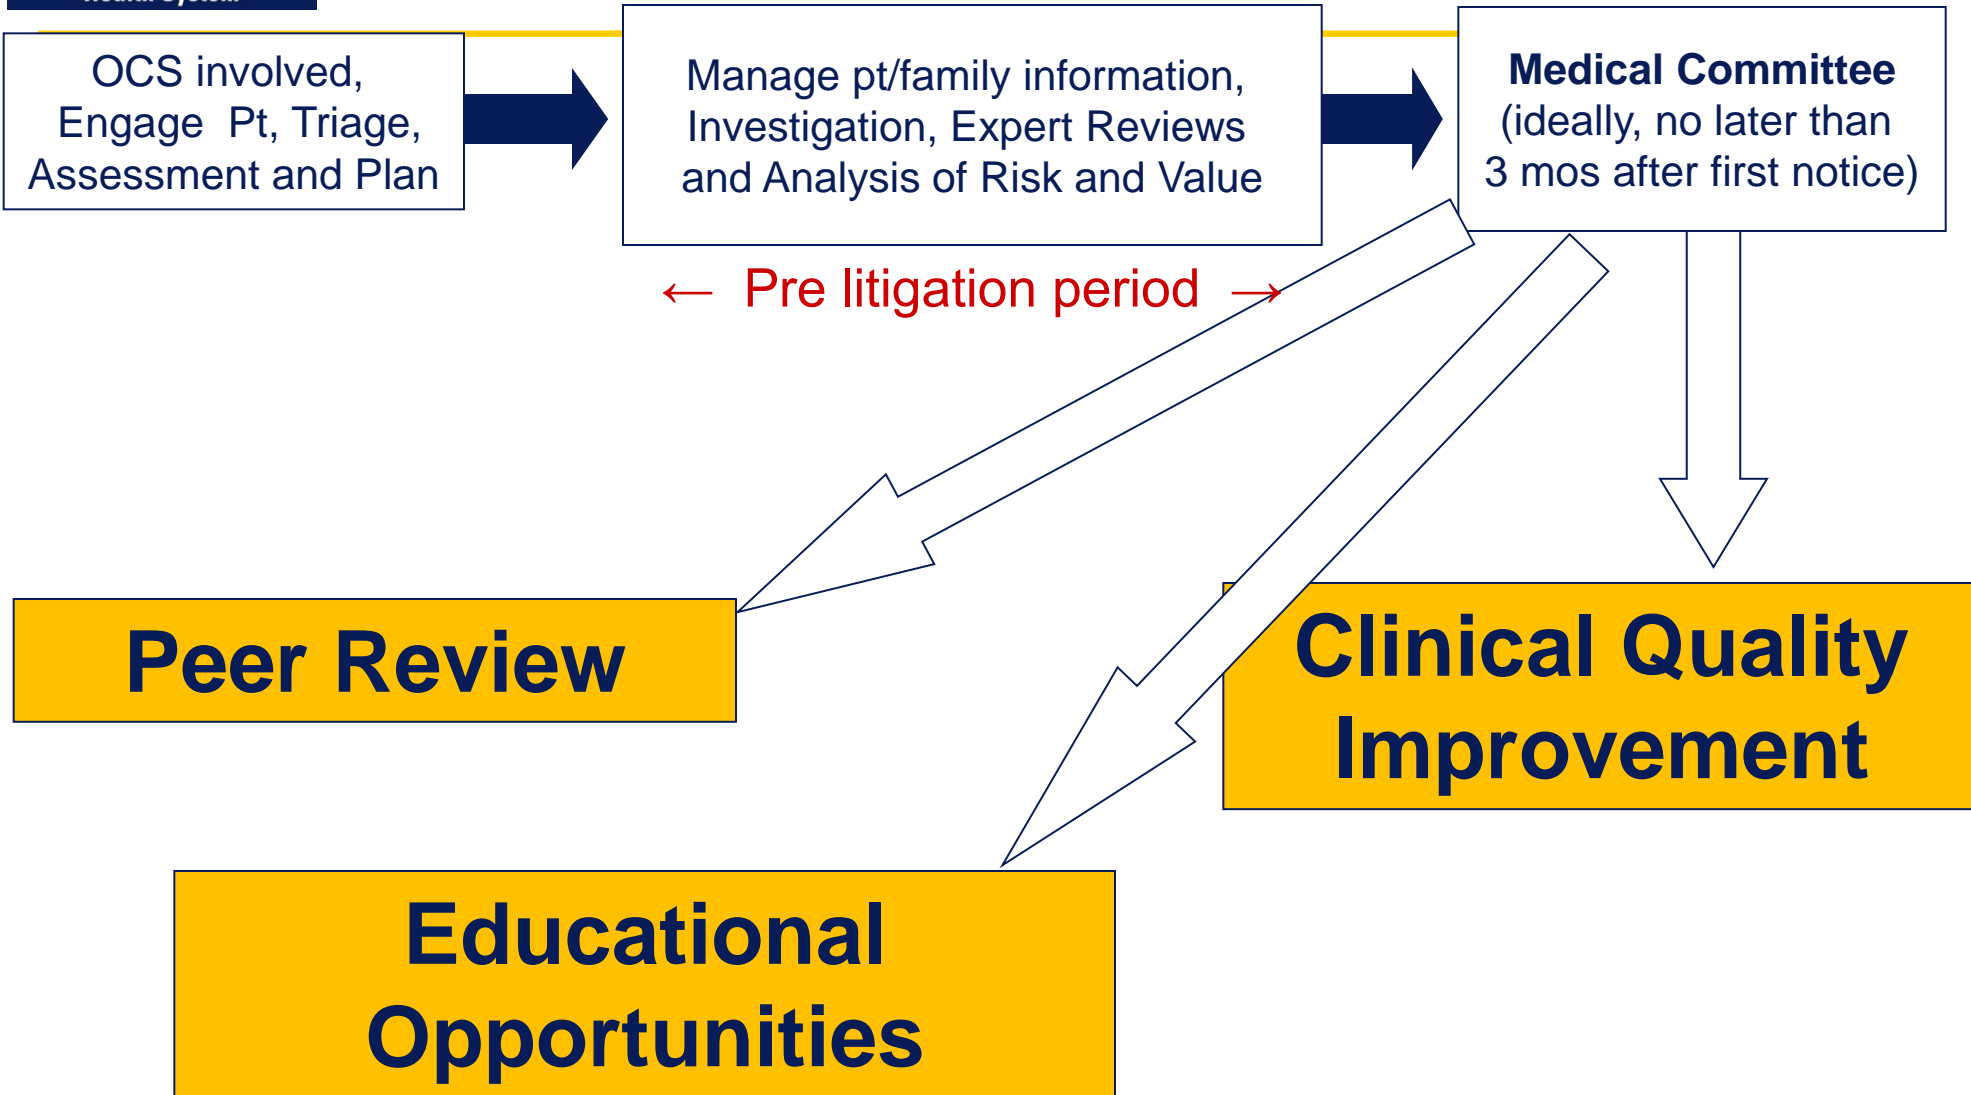 Health System
OCS involved,
Engage Pt, Triage,
Assessment and Plan
Manage pt/family information,
Investigation, Expert Reviews
and Analysis of Risk and Value
Medical Committee
(ideally, no later than
3 mos after first notice)
← Pre litigation period →
Peer Review
Clinical Quality
Improvement
Educational
Opportunities